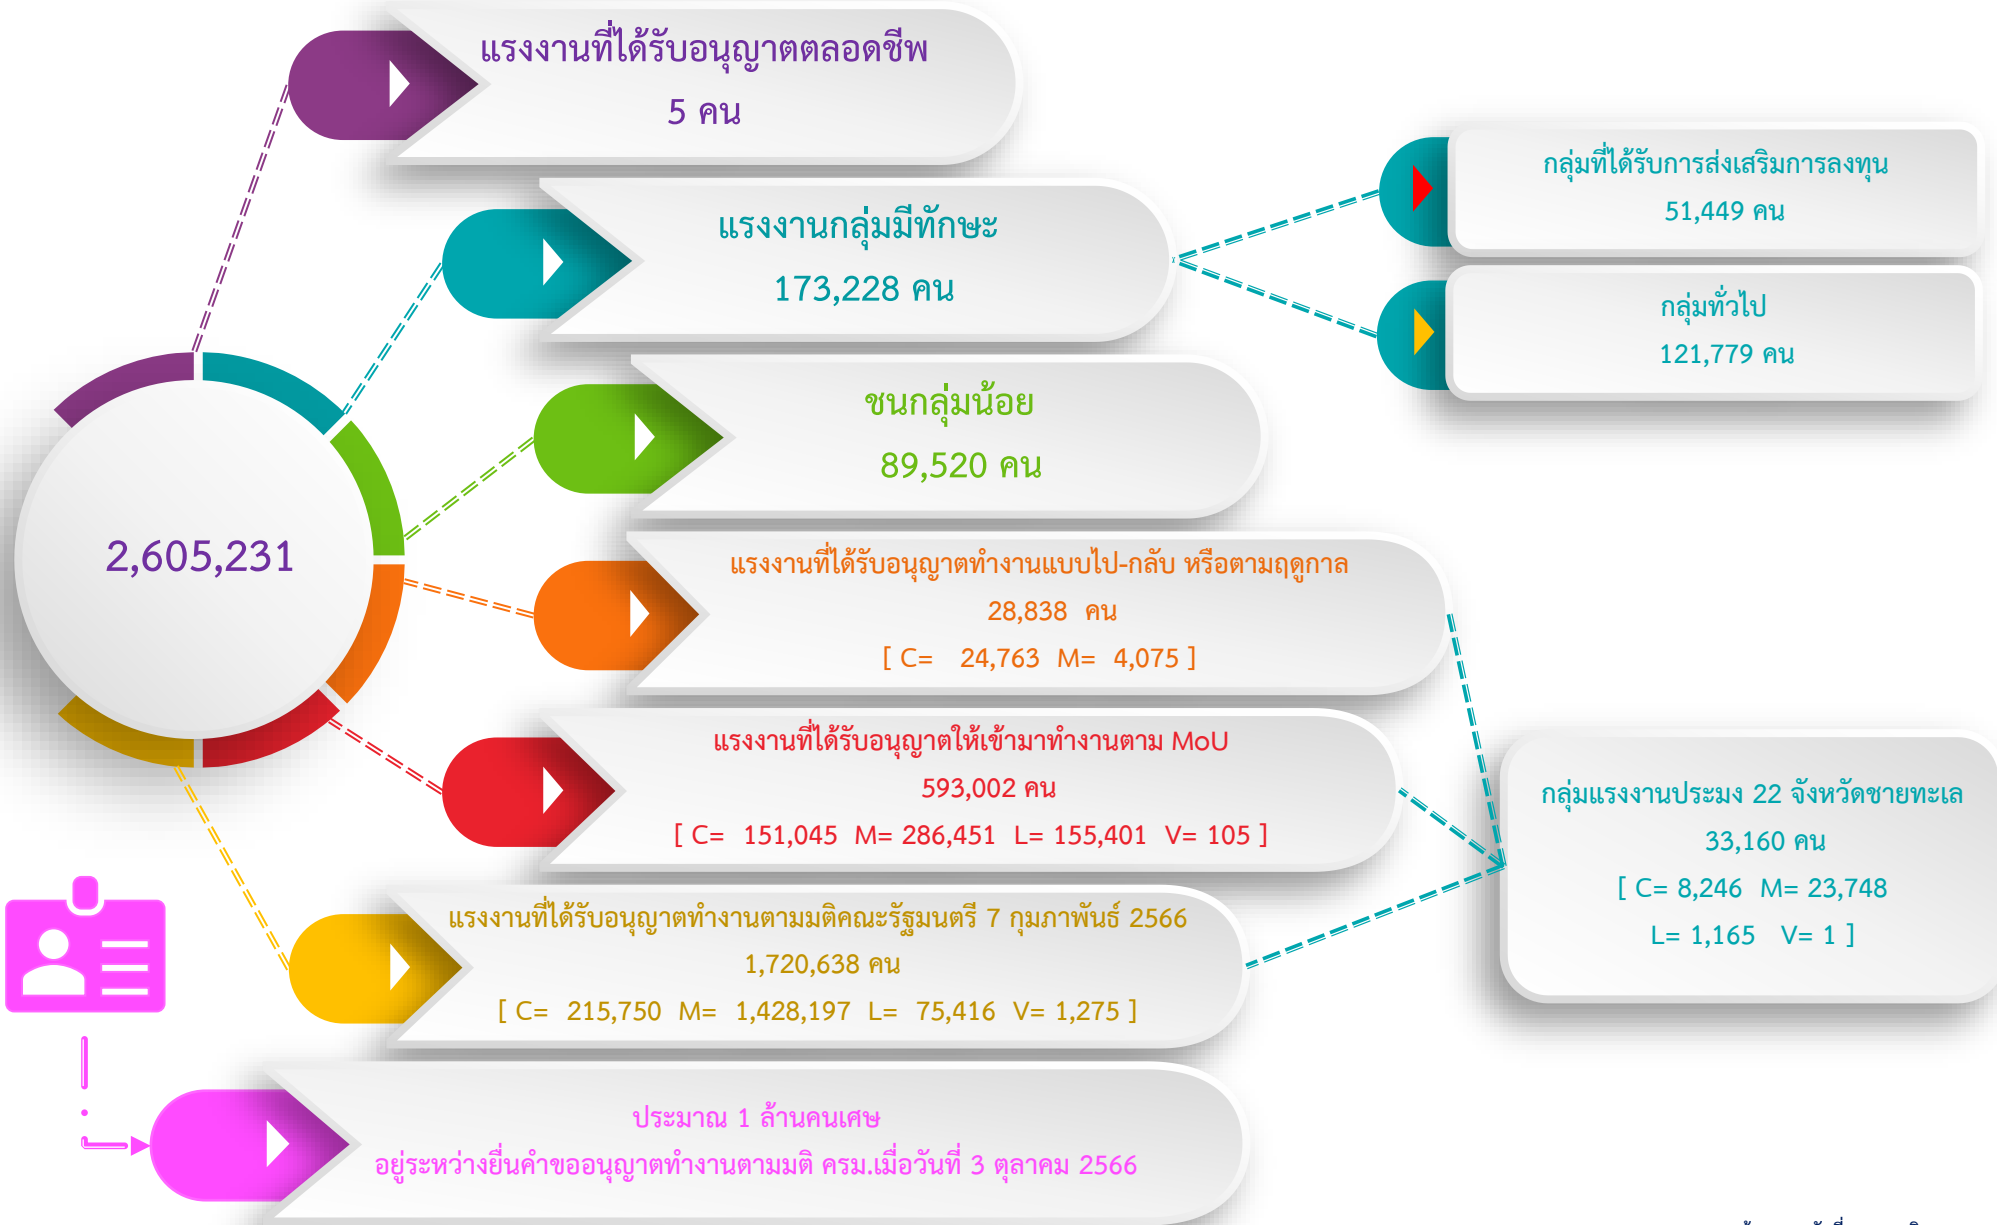 แรงงานที่ได้รับอนุญาตตลอดชีพ
5 คน
แรงงานกลุ่มมีทักษะ
173,228 คน
กลุ่มที่ได้รับการส่งเสริมการลงทุน
51,449 คน
กลุ่มทั่วไป
121,779 คน
ชนกลุ่มน้อย
89,520 คน
2,605,231
แรงงานที่ได้รับอนุญาตทำงานแบบไป-กลับ หรือตามฤดูกาล
28,838 คน
[ C= 24,763 M= 4,075 ]
แรงงานที่ได้รับอนุญาตให้เข้ามาทำงานตาม MoU
593,002 คน
[ C= 151,045 M= 286,451 L= 155,401 V= 105 ]
กลุ่มแรงงานประมง 22 จังหวัดชายทะเล
33,160 คน
[ C= 8,246 M= 23,748
L= 1,165 V= 1 ]
แรงงานที่ได้รับอนุญาตทำงานตามมติคณะรัฐมนตรี 7 กุมภาพันธ์ 2566
1,720,638 คน
[ C= 215,750 M= 1,428,197 L= 75,416 V= 1,275 ]
ประมาณ 1 ล้านคนเศษ
อยู่ระหว่างยื่นคำขออนุญาตทำงานตามมติ ครม.เมื่อวันที่ 3 ตุลาคม 2566